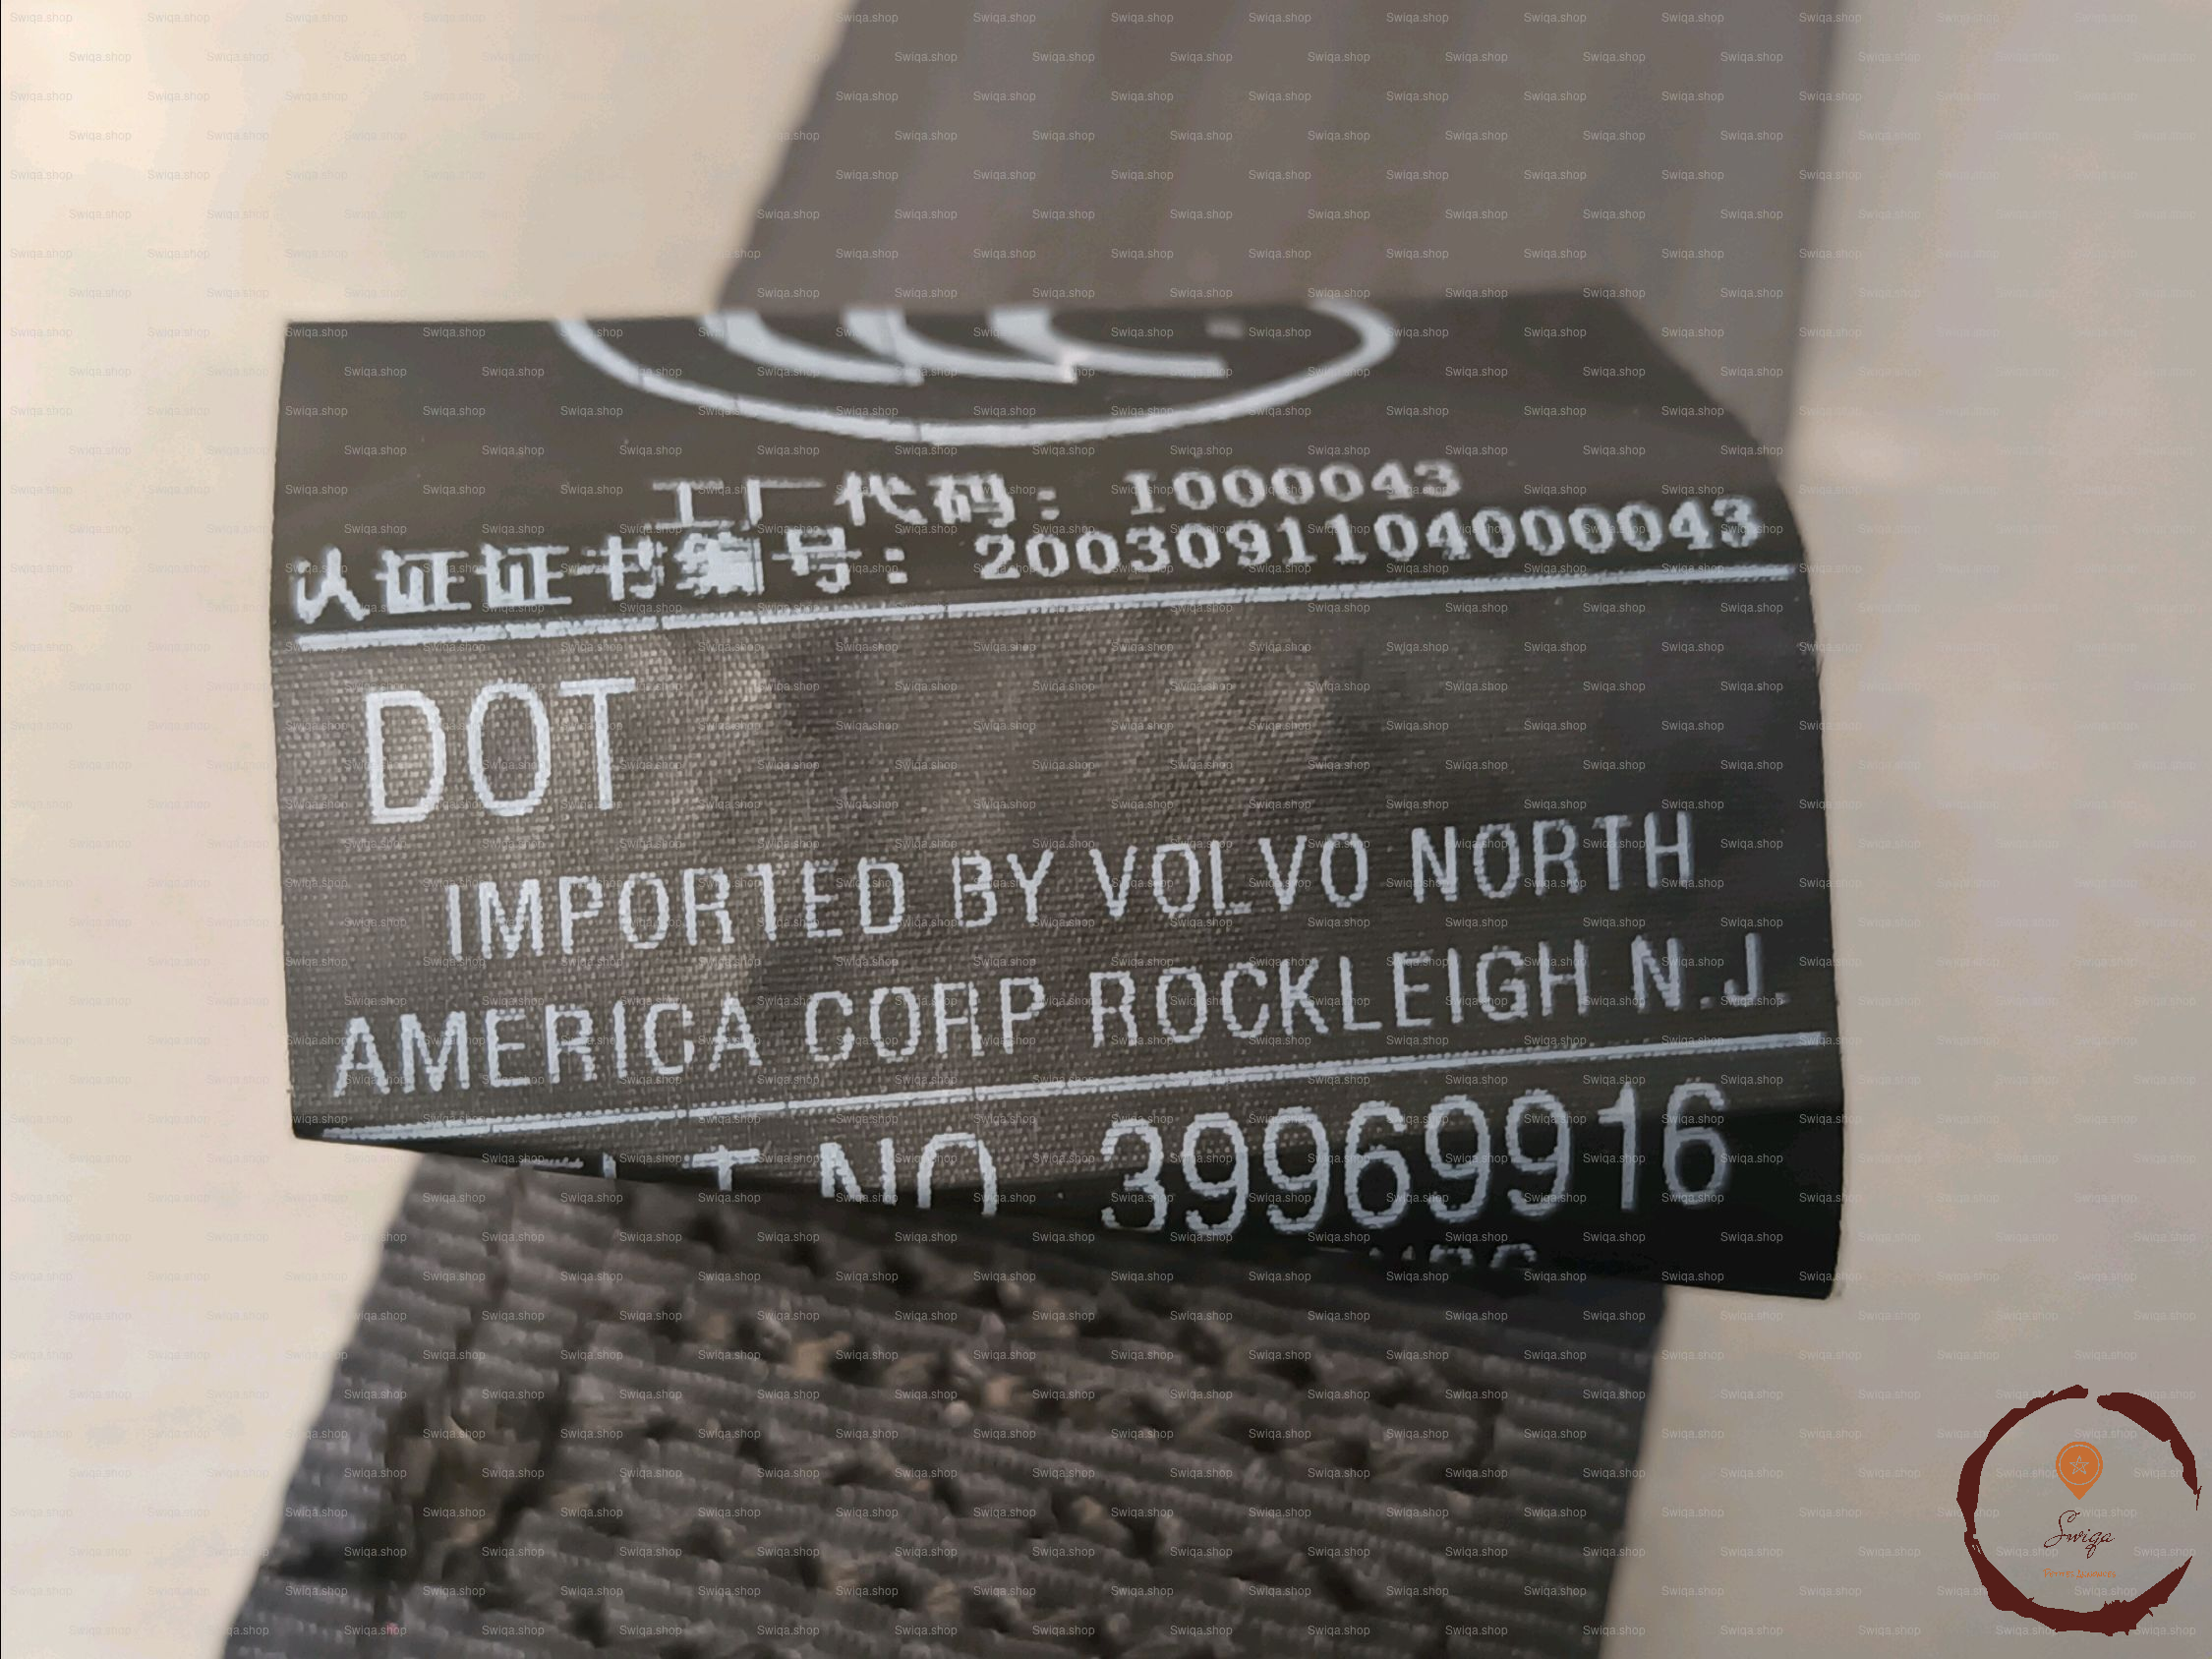 工厂代码： I000043
认证证书编号： 2003091104000043
DOT
IMPORTED BY VOLVO NORTH
AMERICA CORP ROCKLEIGH N.J.
NO 39969916
Swiqa
Swiqa.shop